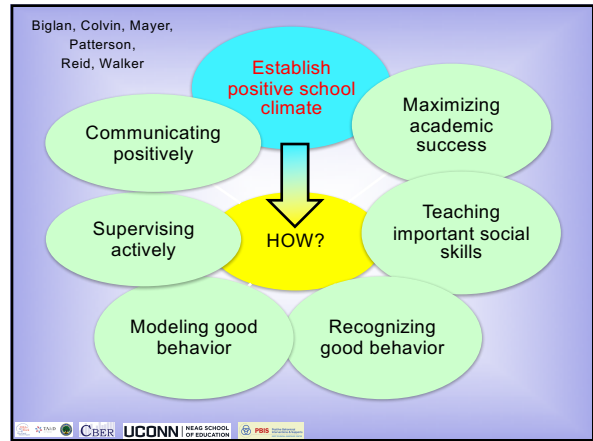 Biglan, Colvin, Mayer,
Patterson,
Reid, Walker
Establish
positive school
climate
Maximizing
academic
success
Communicating
positively
Teaching
important social
skills
Supervising
actively
HOW?
Modeling good
behavior
Recognizing
good behavior
CBER
UCONN
NEAG SCHOOL
OF EDUCATION
PBIS